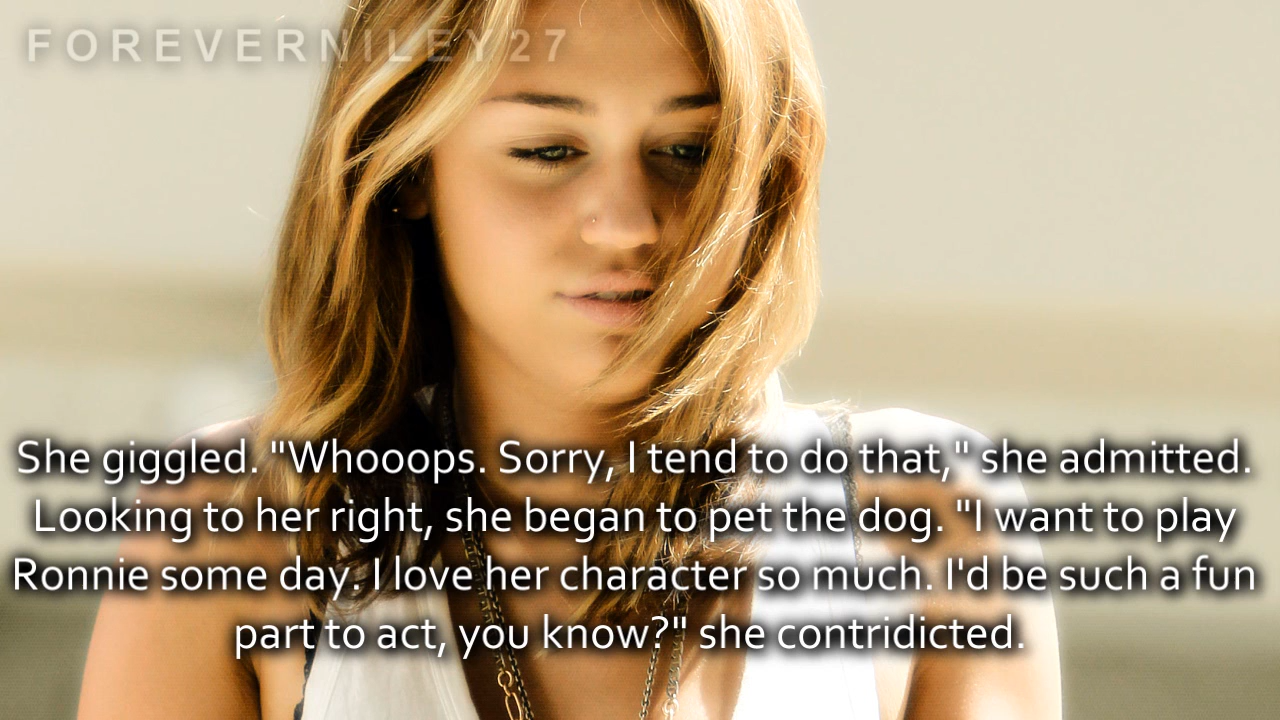 FOREVERNILEY27
She giggled. "Whooops. Sorry, I tend to do that," she admitted.
Looking to her right, she began to pet the dog. "I want to play
Ronnie some day. I love her character so much. I'd be such a fun
part to act, you know?" she contridicted.